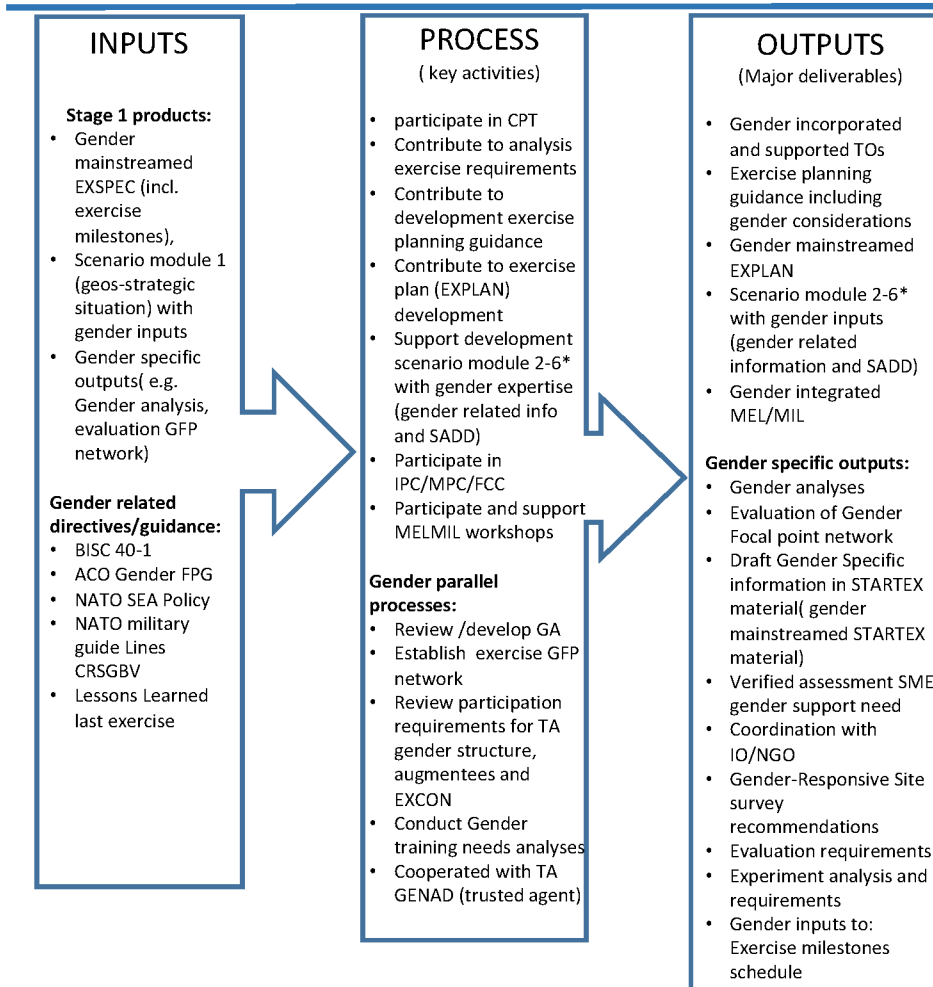 INPUTS
Stage 1 products:
• Gender
mainstreamed
EXSPEC (incl.
exercise
milestones),
• Scenario module 1
(geos-strategic
situation) with
gender inputs
• Gender specific
outputs( e.g.
Gender analysis,
evaluation GFP
network)
Gender related
directives/guidance:
• BISC 40-1
• ACO Gender FPG
• NATO SEA Policy
• NATO military
guide Lines
CRSGBV
• Lessons Learned
last exercise
PROCESS
( key activities)
• participate in CPT
• Contribute to analysis
exercise requirements
• Contribute to
development exercise
planning guidance
• Contribute to exercise
plan (EXPLAN)
development
• Support development
scenario module 2-6*
with gender expertise
(gender related info
and SADD)
• Participate in
IPC/MPC/FCC
• Participate and support
MELMIL workshops
Gender parallel
processes:
• Review /develop GA
• Establish exercise GFP
network
• Review participation
requirements for TA
gender structure,
augmentees and
EXCON
• Conduct Gender
training needs analyses
• Cooperated with TA
GENAD (trusted agent)
OUTPUTS
(Major deliverables)
• Gender incorporated
and supported TOs
• Exercise planning
guidance including
gender considerations
• Gender mainstreamed
EXPLAN
• Scenario module 2-6*
with gender inputs
(gender related
information and SADD)
• Gender integrated
MEL/MIL
Gender specific outputs:
• Gender analyses
• Evaluation of Gender
Focal point network
• Draft Gender Specific
information in STARTEX
material( gender
mainstreamed STARTEX
material)
• Verified assessment SME
gender support need
• Coordination with
IO/NGO
• Gender-Responsive Site
survey
recommendations
• Evaluation requirements
• Experiment analysis and
requirements
• Gender inputs to:
Exercise milestones
schedule